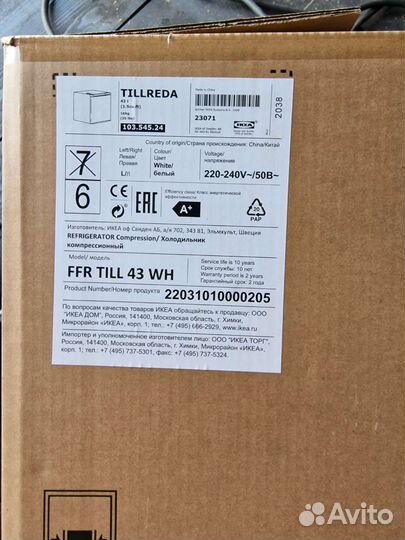 TILLREDA
43 l
103.545.24
23071
IKEA
2038
Country of origin/Страна происхождения: China/Китай
Left/Right
Левая/
Правая
Colour/
Цвет
White/
белый
Voltage/
напряжения
220-240V~/50В~
7
6
Efficiency class/ Класс энергетической
эффективности
A+
20
PAP
Изготовитель: ИКЕА оф Свиден АБ, а/я 702, 343 81, Эльмхульт, Швеция
REFRIGERATOR Compression/ Холодильник
компрессионный
Model/ модель
FFR TILL 43 WH
Service life is 10 years
Срок службы: 10 лет
Warranty period is 2 years
Гарантийный срок: 2 года
Product Number/Номер продукта 22031010000205
По вопросам качества товаров ИКЕА обращайтесь к продавцу: ООО
"ИКЕА ДОМ", Россия, 141400, Московская область, г. Химки,
Микрорайон «ИКЕА», корп. 1; тел: +7 (495) 666-2929, www.ikea.ru
Импортер и уполномоченное изготовителем лицо: ООО "ИКЕА ТОРГ",
Россия, 141400, Московская область, г. Химки, Микрорайон «ИКЕА»,
корп. 1; тел: +7 (495) 737-5301, факс: +7 (495) 737-5324.
Avito